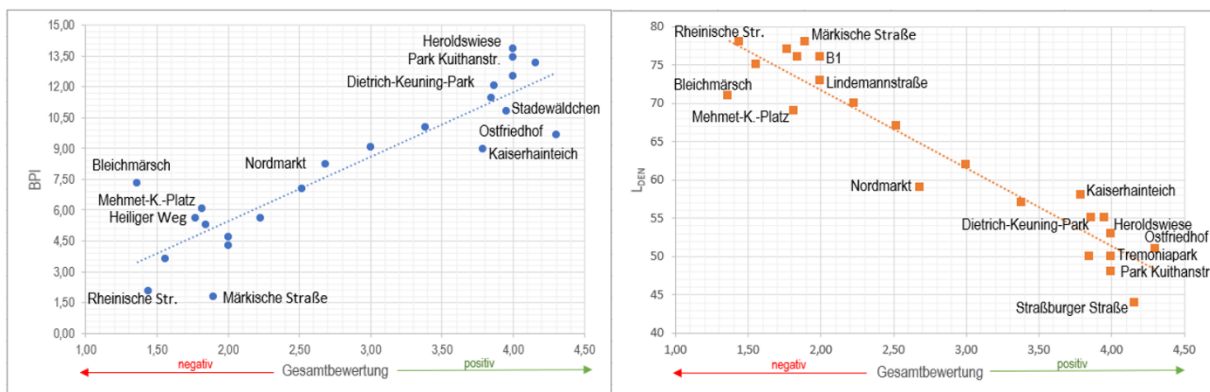 15,00
13,50
12,00
10,50
9,00
7,50
6,00
4,50
3,00
1,50
0,00
BPI
Heroldswiese
Park Kuithanstr.
Dietrich-Keuning-Park
Stadewäldchen
Ostfriedhof
Kaiserhainteich
Nordmarkt
Bleichmärsch
Mehmet-K.-Platz
Heiliger Weg
Rheinische Str.
Märkische Straße
1,00 1,50 2,00 2,50 3,00 3,50 4,00 4,50
negativ Gesamtbewertung positiv
80
75
70
65
60
55
50
45
40
LDEN
Rheinische Str.
Märkische Straße
B1
Lindemannstraße
Bleichmärsch
Mehmet-K.-Platz
Nordmarkt
Kaiserhainteich
Dietrich-Keuning-Park
Heroldswiese
Ostfriedhof
Tremoniapark
Park Kuithanstr.
Straßburger Straße
1,00 1,50 2,00 2,50 3,00 3,50 4,00 4,50
negativ Gesamtbewertung positiv